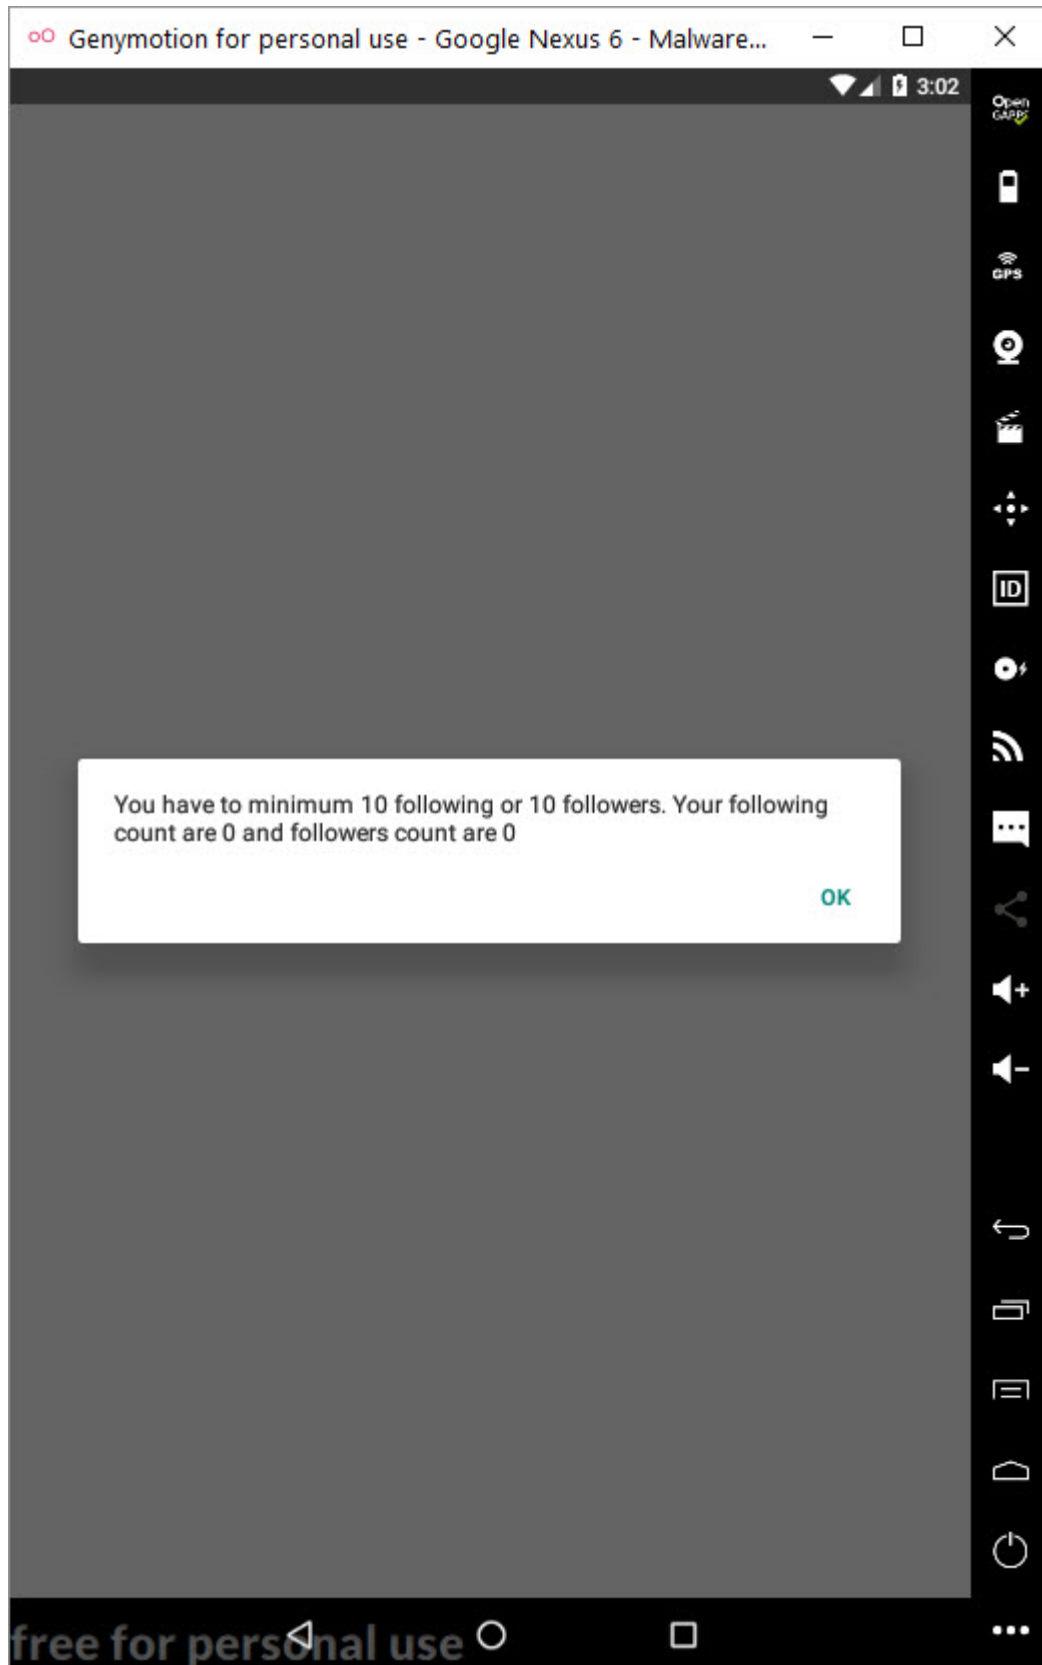 Genymotion for personal use - Google Nexus 6 - Malware...
3:02
Open
GAPPS
GPS
ID
You have to minimum 10 following or 10 followers. Your following
count are 0 and followers count are 0
OK
free for personal use